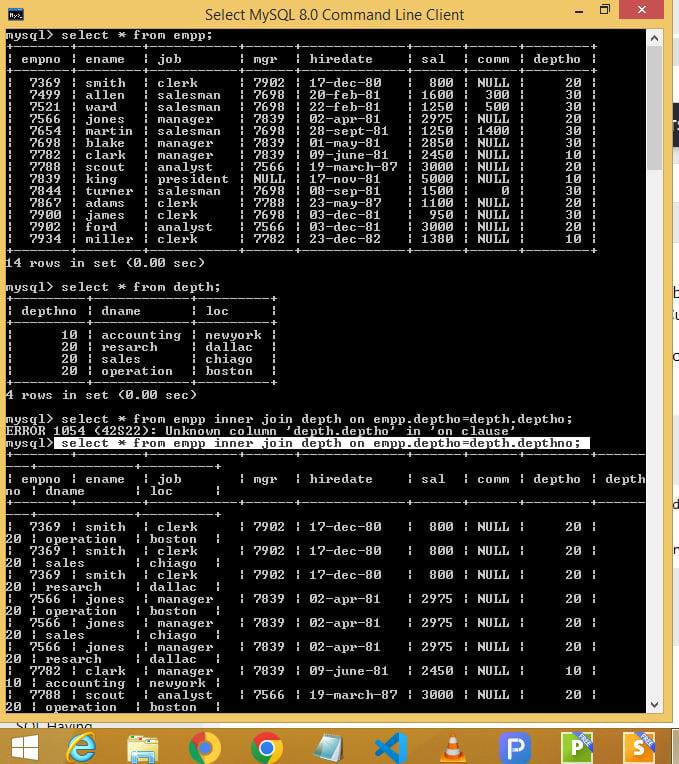 Select MySQL 8.0 Command Line Client
mysql> select * from empp;
| empno | ename | job | mgr | hiredate | sal | comm | deptho |
| 7369 | smith | clerk | 7902 | 17-dec-80 | 800 | NULL | 20 |
| 7499 | allen | salesman | 7698 | 20-feb-81 | 1600 | 300 | 30 |
| 7521 | ward | salesman | 7698 | 22-feb-81 | 1250 | 500 | 30 |
| 7566 | jones | manager | 7839 | 02-apr-81 | 2975 | NULL | 20 |
| 7654 | martin | salesman | 7698 | 28-sept-81 | 1250 | 1400 | 30 |
| 7698 | blake | manager | 7839 | 01-may-81 | 2850 | NULL | 30 |
| 7782 | clark | manager | 7839 | 09-june-81 | 2450 | NULL | 10 |
| 7788 | scout | analyst | 7566 | 19-march-87 | 3000 | NULL | 20 |
| 7839 | king | president | NULL | 17-nov-81 | 5000 | NULL | 10 |
| 7844 | turner | salesman | 7698 | 08-sep-81 | 1500 | 0 | 30 |
| 7867 | adams | clerk | 7788 | 23-may-87 | 1100 | NULL | 20 |
| 7900 | james | clerk | 7698 | 03-dec-81 | 950 | NULL | 30 |
| 7902 | ford | analyst | 7566 | 03-dec-81 | 3000 | NULL | 20 |
| 7934 | miller | clerk | 7782 | 23-dec-82 | 1380 | NULL | 10 |
14 rows in set (0.00 sec)
mysql> select * from depth;
| depthno | dname | loc |
| 10 | accounting | newyork |
| 20 | resarch | dallac |
| 20 | sales | chiago |
| 20 | operation | boston |
4 rows in set (0.00 sec)
mysql> select * from empp inner join depth on empp.deptho=depth.deptho;
ERROR 1054 (42S22): Unknown column 'depth.deptho' in 'on clause'
mysql> select * from empp inner join depth on empp.deptho=depth.depthno;
| empno | ename | job | mgr | hiredate | sal | comm | deptho | depth
no | dname | loc |
| 7369 | smith | clerk | 7902 | 17-dec-80 | 800 | NULL | 20 |
20 | operation | boston |
| 7369 | smith | clerk | 7902 | 17-dec-80 | 800 | NULL | 20 |
20 | sales | chiago |
| 7369 | smith | clerk | 7902 | 17-dec-80 | 800 | NULL | 20 |
20 | resarch | dallac |
| 7566 | jones | manager | 7839 | 02-apr-81 | 2975 | NULL | 20 |
20 | operation | boston |
| 7566 | jones | manager | 7839 | 02-apr-81 | 2975 | NULL | 20 |
20 | sales | chiago |
| 7566 | jones | manager | 7839 | 02-apr-81 | 2975 | NULL | 20 |
20 | resarch | dallac |
| 7782 | clark | manager | 7839 | 09-june-81 | 2450 | NULL | 10 |
10 | accounting | newyork |
| 7788 | scout | analyst | 7566 | 19-march-87 | 3000 | NULL | 20 |
20 | operation | boston |
SQL Having
P
P FREE
S FREE